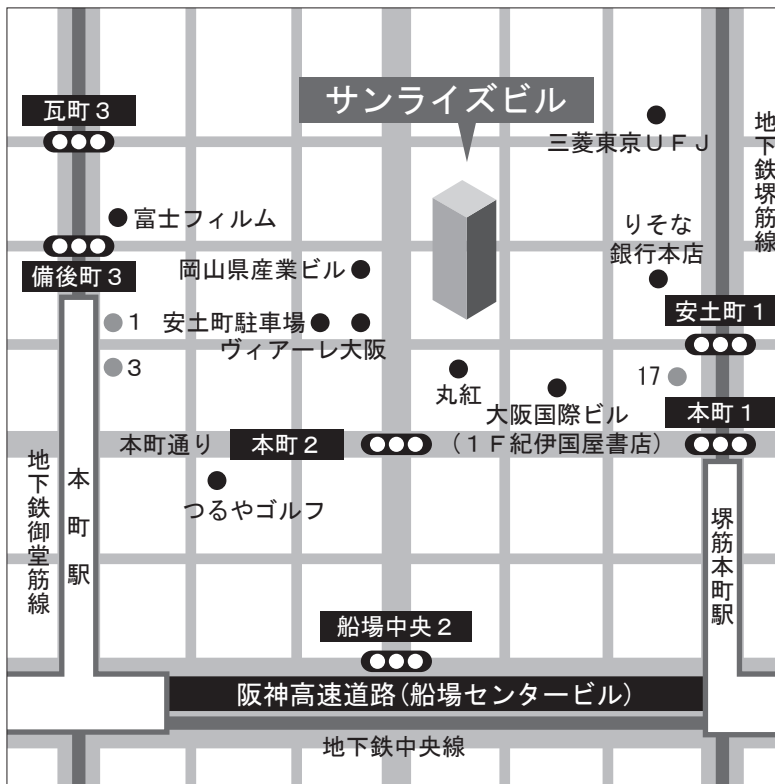 瓦町3
サンライズビル
三菱東京UFJ
地下鉄堺筋線
富士フィルム
りそな
銀行本店
備後町3
岡山県産業ビル
安土町1
1
安土町駐車場
ヴィアーレ大阪
3
丸紅
17
大阪国際ビル
(1F紀伊国屋書店)
本町1
本町通り
本町2
つるやゴルフ
地下鉄御堂筋線
本町駅
堺筋本町駅
船場中央2
阪神高速道路(船場センタービル)
地下鉄中央線